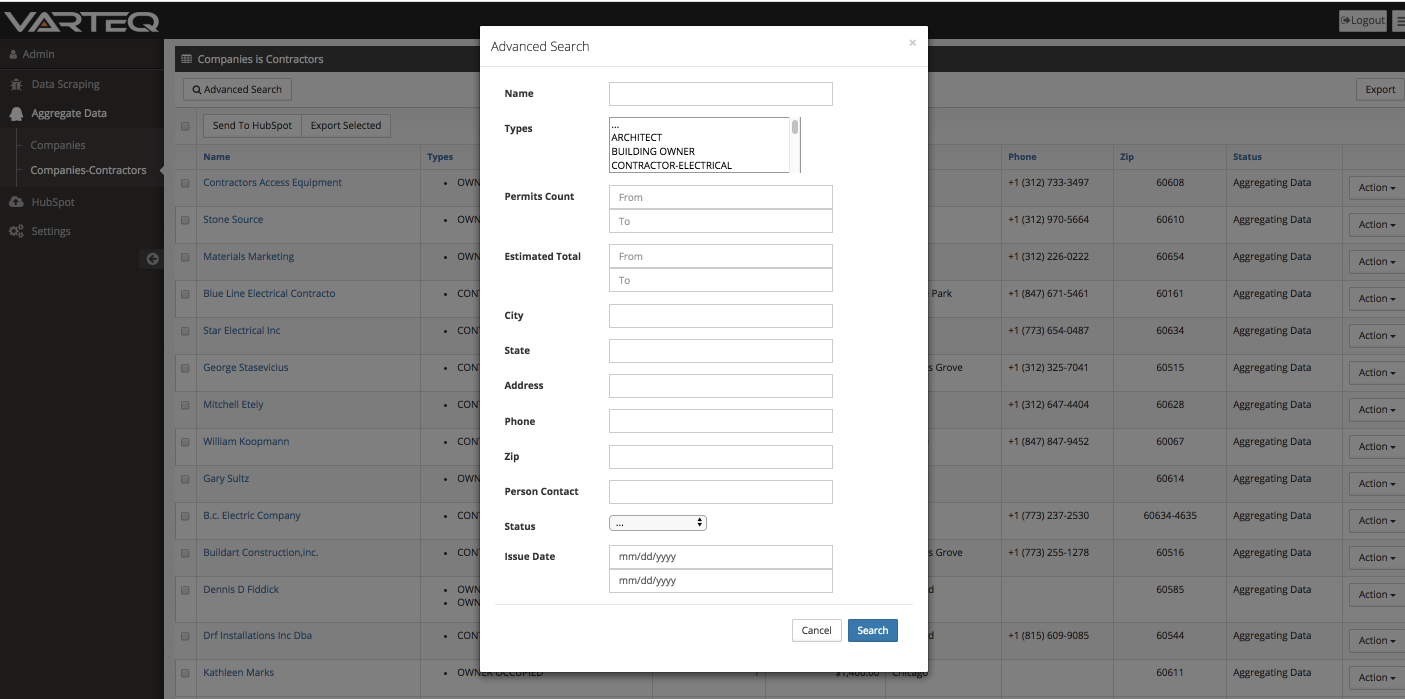 VARTEQ
Logout
Admin
Data Scraping
Aggregate Data
Companies
Companies-Contractors
HubSpot
Settings
Companies is Contractors
Advanced Search
Export
Send To HubSpot Export Selected
Name Types Phone Zip Status
Contractors Access Equipment OWN +1 (312) 733-3497 60608 Aggregating Data Action
Stone Source OWN +1 (312) 970-5664 60610 Aggregating Data Action
Materials Marketing OWN +1 (312) 226-0222 60654 Aggregating Data Action
Blue Line Electrical Contracto CON Park +1 (847) 671-5461 60161 Aggregating Data Action
Star Electrical Inc CON +1 (773) 654-0487 60634 Aggregating Data Action
George Stasevicius CON s Grove +1 (312) 325-7041 60515 Aggregating Data Action
Mitchell Etely CON +1 (312) 647-4404 60628 Aggregating Data Action
William Koopmann CON +1 (847) 847-9452 60067 Aggregating Data Action
Gary Sultz OWN 60614 Aggregating Data Action
B.c. Electric Company CON +1 (773) 237-2530 60634-4635 Aggregating Data Action
Buildart Construction,inc. CON s Grove +1 (773) 255-1278 60516 Aggregating Data Action
Dennis D Fiddick OWN d 60585 Aggregating Data Action
OWN
Drf Installations Inc Dba CON d +1 (815) 609-9085 60544 Aggregating Data Action
Kathleen Marks OWNER OCCUPIED 1 $1,400.00 Chicago 60611 Aggregating Data Action
Advanced Search ×
Name
Types
...
ARCHITECT
BUILDING OWNER
CONTRACTOR-ELECTRICAL
Permits Count From
To
Estimated Total From
To
City
State
Address
Phone
Zip
Person Contact
Status ...
Issue Date mm/dd/yyyy
mm/dd/yyyy
Cancel Search